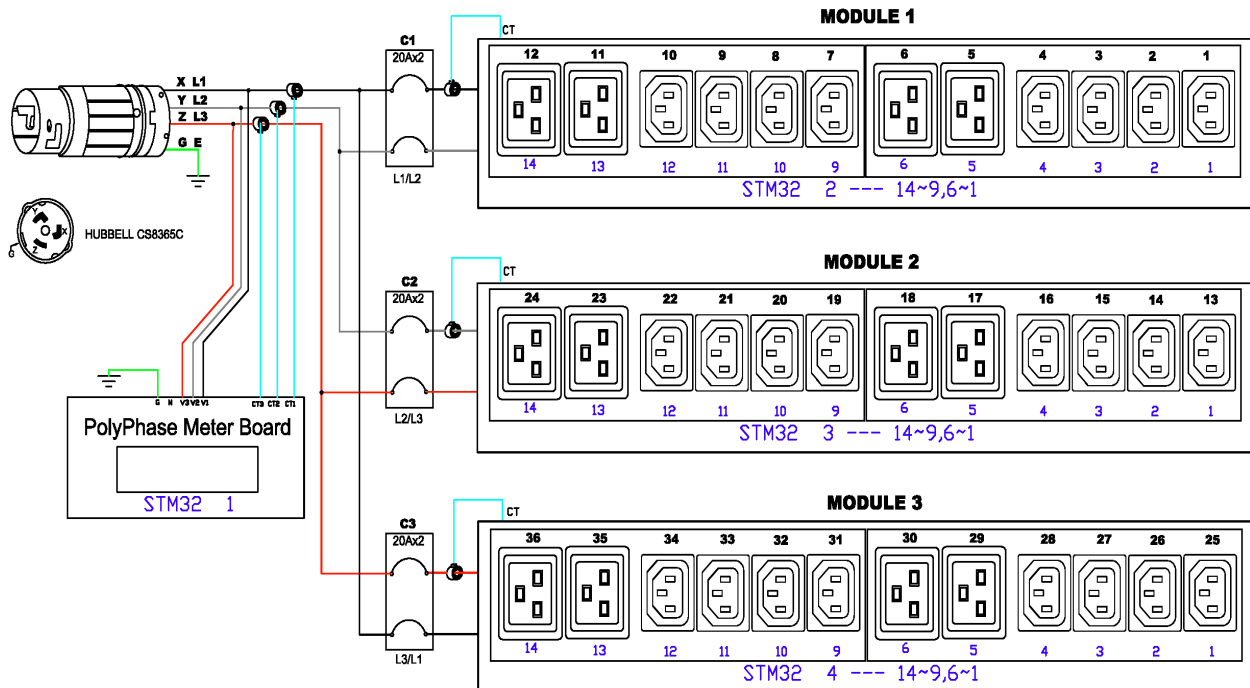 MODULE 1
C1
20Ax2
CT
12 11 10 9 8 7 6 5 4 3 2 1
X L1
Y L2
Z L3
G E
L1/L2
14 13 12 11 10 9 6 5 4 3 2 1
STM32 2 --- 14~9,6~1
HUBBELL CS8365C
Y
X
Z
G
MODULE 2
C2
20Ax2
CT
24 23 22 21 20 19 18 17 16 15 14 13
L2/L3
14 13 12 11 10 9 6 5 4 3 2 1
STM32 3 --- 14~9,6~1
G N V3 V2 V1 CT3 CT2 CT1
PolyPhase Meter Board
STM32 1
MODULE 3
C3
20Ax2
CT
36 35 34 33 32 31 30 29 28 27 26 25
L3/L1
14 13 12 11 10 9 6 5 4 3 2 1
STM32 4 --- 14~9,6~1